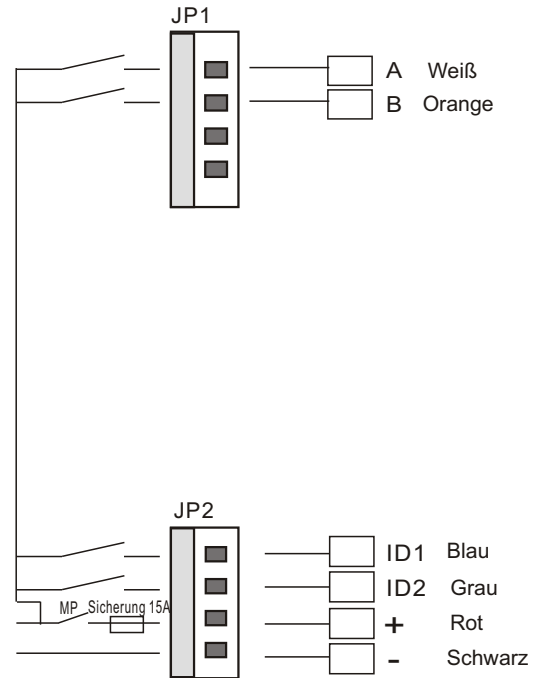 JP1
A Weiß
B Orange
JP2
ID1 Blau
ID2 Grau
MP Sicherung 15A + Rot
- Schwarz